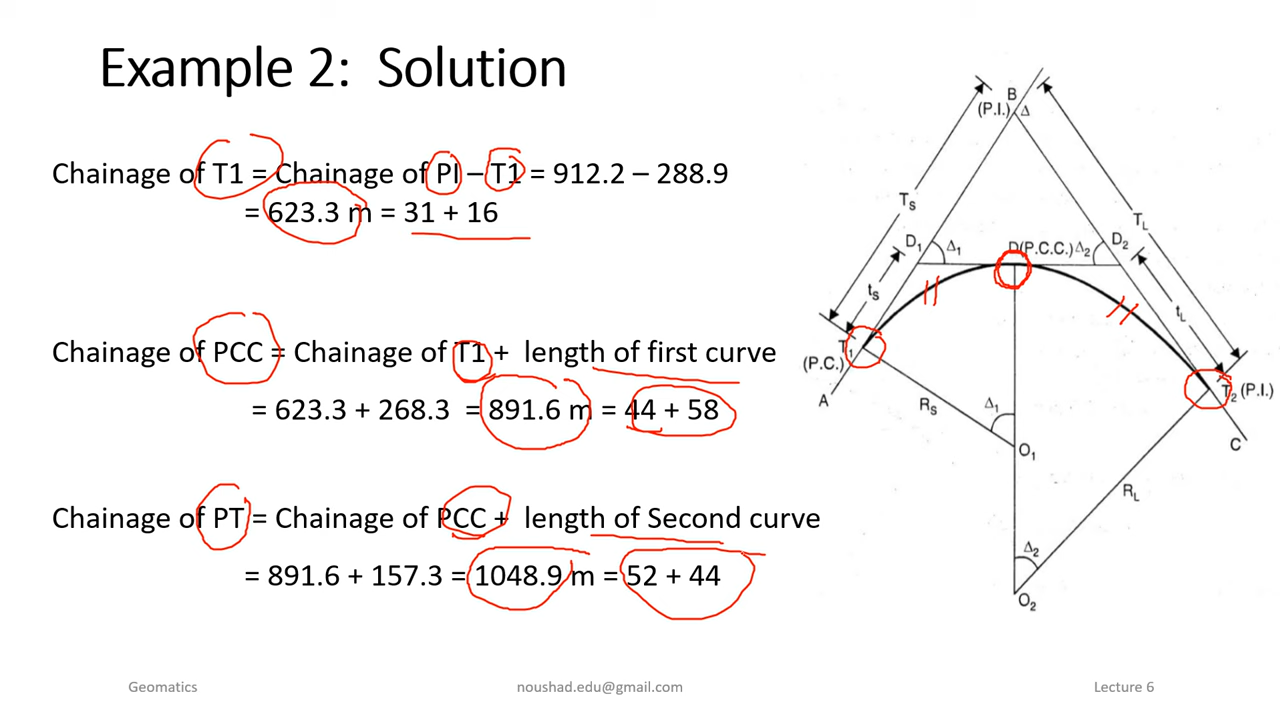 Example 2: Solution
Chainage of T1 = Chainage of PI – T1 = 912.2 – 288.9
= 623.3 m = 31 + 16
Chainage of PCC = Chainage of T1 + length of first curve
= 623.3 + 268.3 = 891.6 m = 44 + 58
Chainage of PT = Chainage of PCC + length of Second curve
= 891.6 + 157.3 = 1048.9 m = 52 + 44
B
(P.I.) Δ
Ts
TL
D1 Δ1 D(P.C.C.) Δ2 D2
ts
tL
T1
(P.C.)
A
T2 (P.I.)
Rs
Δ1
O1
C
RL
Δ2
O2
Geomatics
noushad.edu@gmail.com
Lecture 6